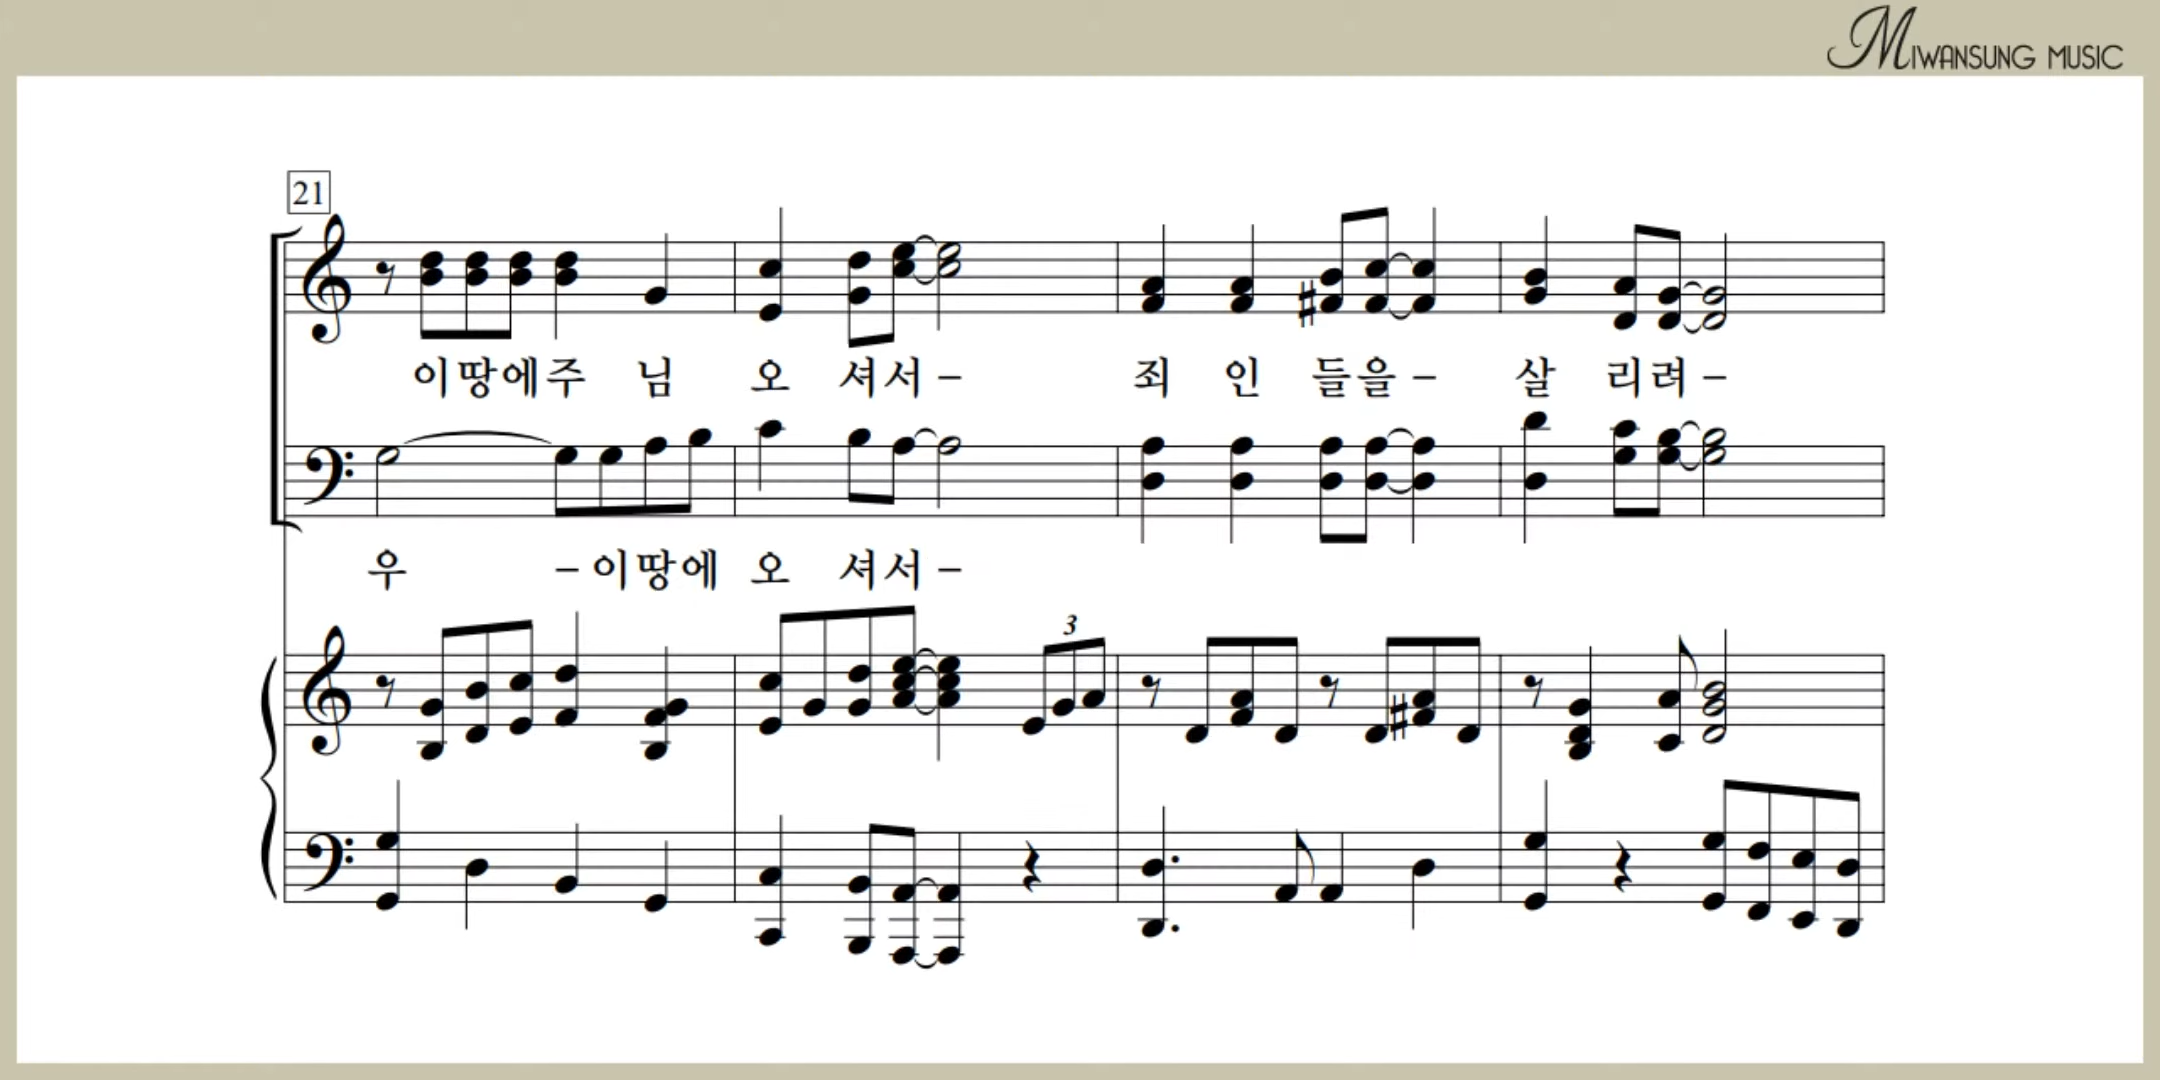 MIWANSUNG MUSIC
21
이땅에주 님 오 셔서 – 죄 인 들을 – 살 리려 –
우 – 이땅에 오 셔서 –
3